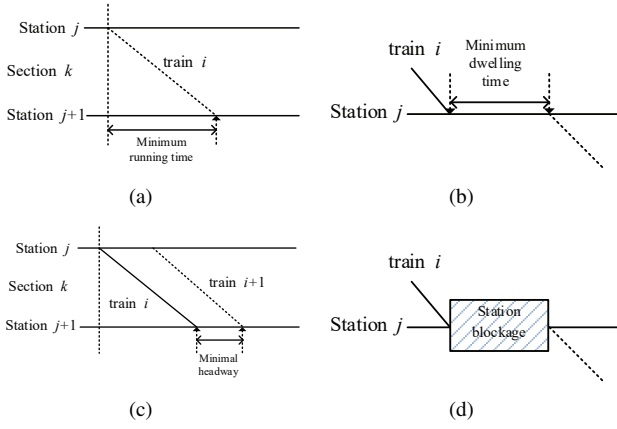 Station j
Section k
train i
Station j+1
Minimum
running time
(a)
train i
Minimum
dwelling
time
Station j
(b)
Station j
Section k
train i
train i+1
Station j+1
Minimal
headway
(c)
train i
Station j
Station
blockage
(d)